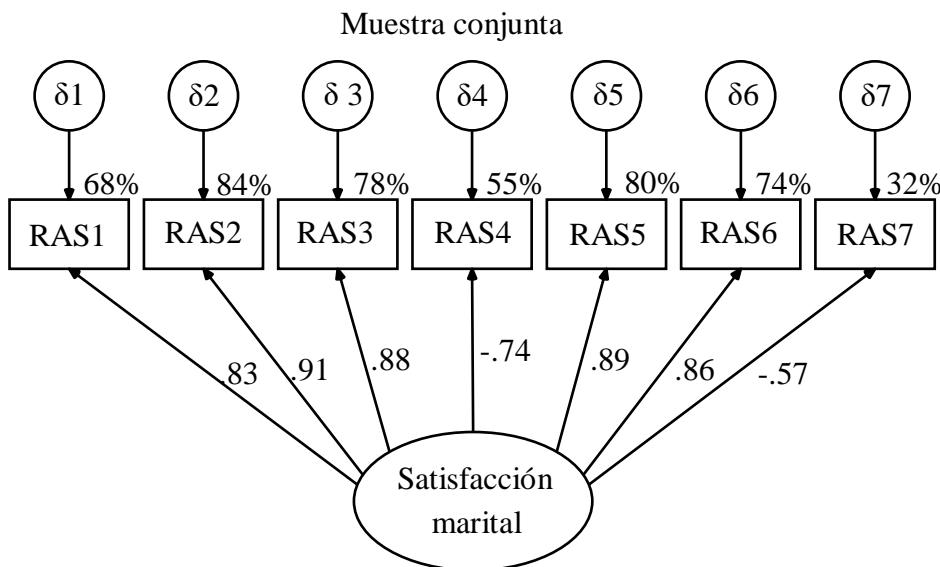 Muestra conjunta
δ1 δ2 δ 3 δ4 δ5 δ6 δ7
68% 84% 78% 55% 80% 74% 32%
RAS1 RAS2 RAS3 RAS4 RAS5 RAS6 RAS7
.83 .91 .88 -.74 .89 .86 -.57
Satisfacción
marital